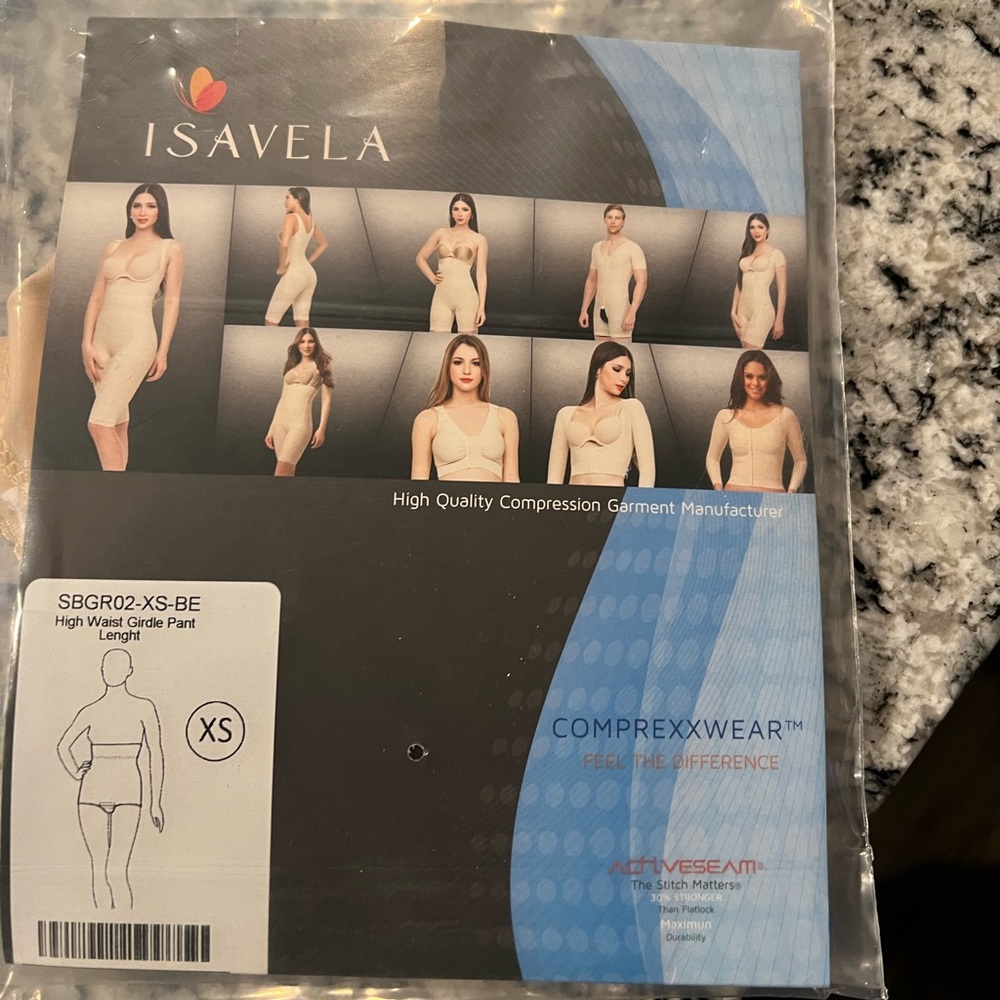 ISAVELA
High Quality Compression Garment Manufacturer
SBGR02-XS-BE
High Waist Girdle Pant
Lenght
XS
COMPREXXWEAR™
FEEL THE DIFFERENCE
ACTIVESEAM®
The Stitch Matters®
30% STRONGER
Than Flatlock
Maximun
Durability